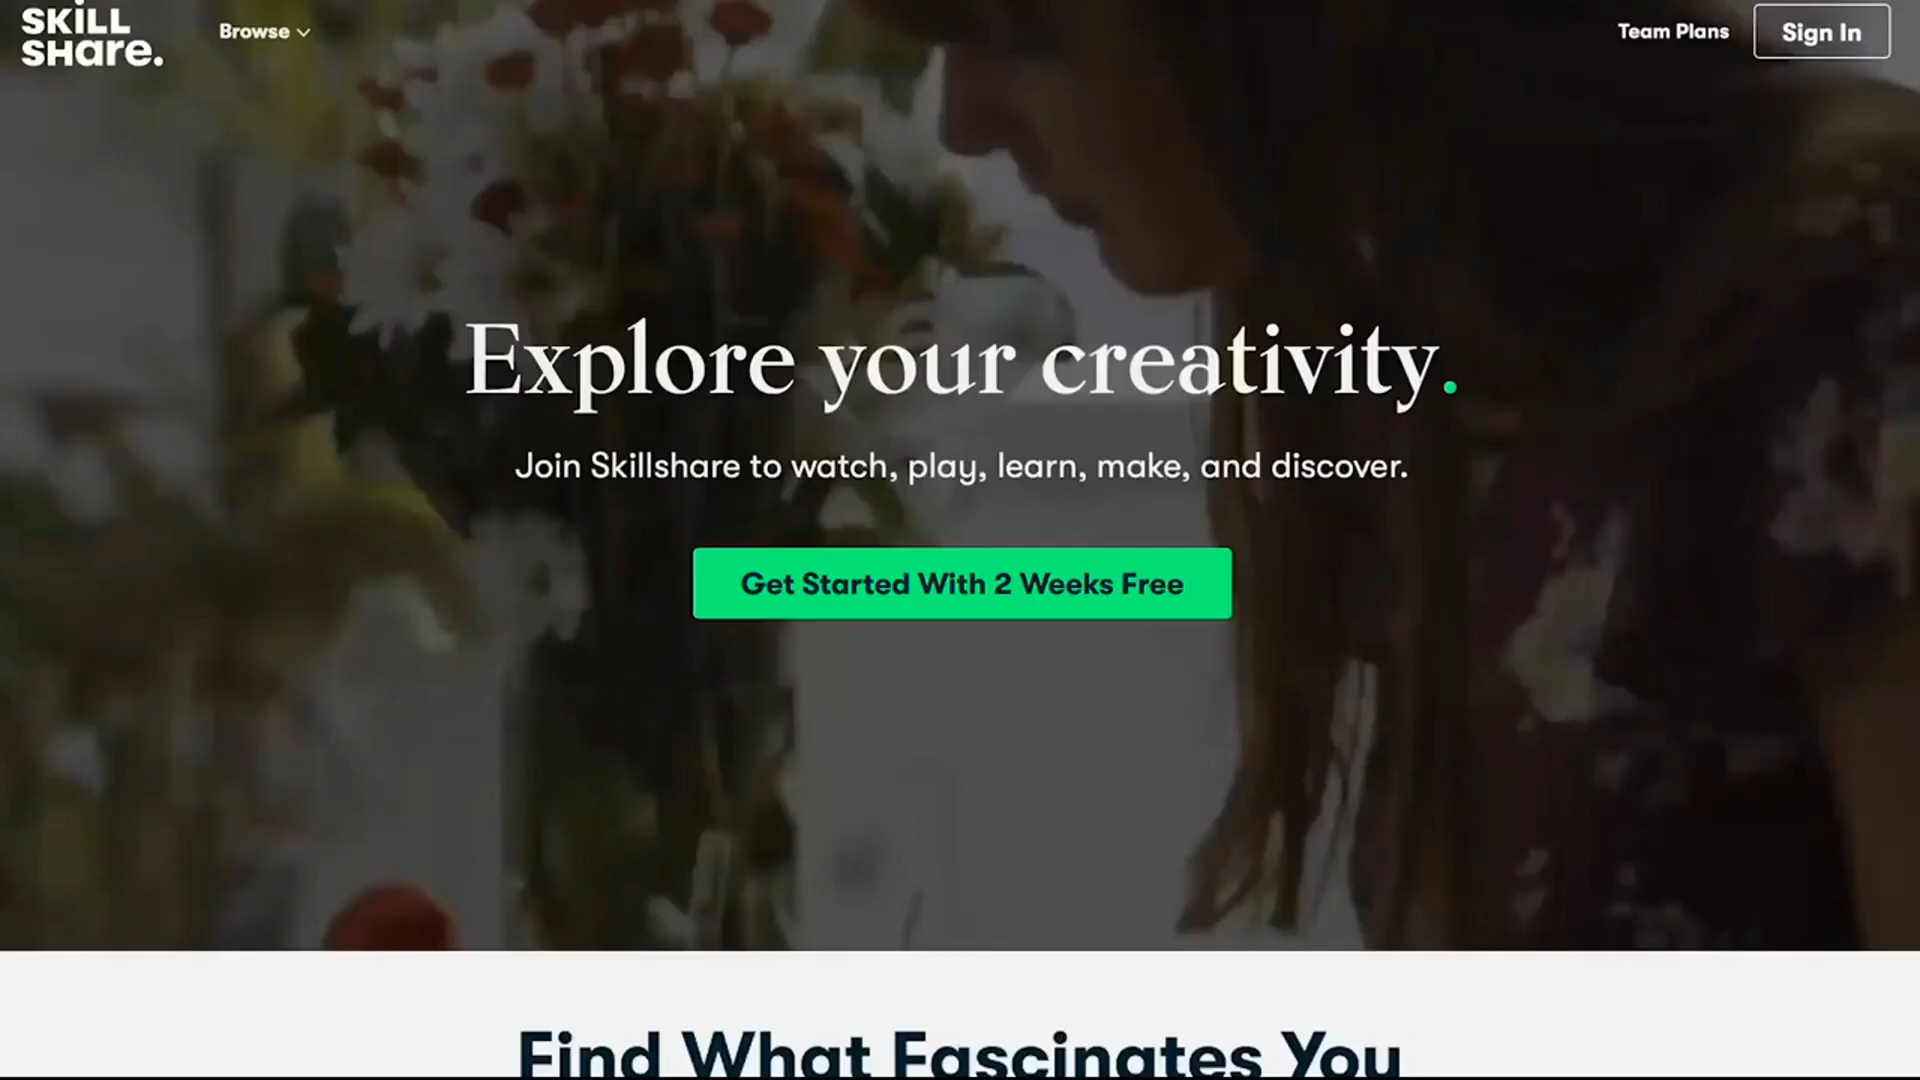 SKILL
SHare.
Browse
Team Plans
Sign In
Explore your creativity.
Join Skillshare to watch, play, learn, make, and discover.
Get Started With 2 Weeks Free
Find What Fascinates You